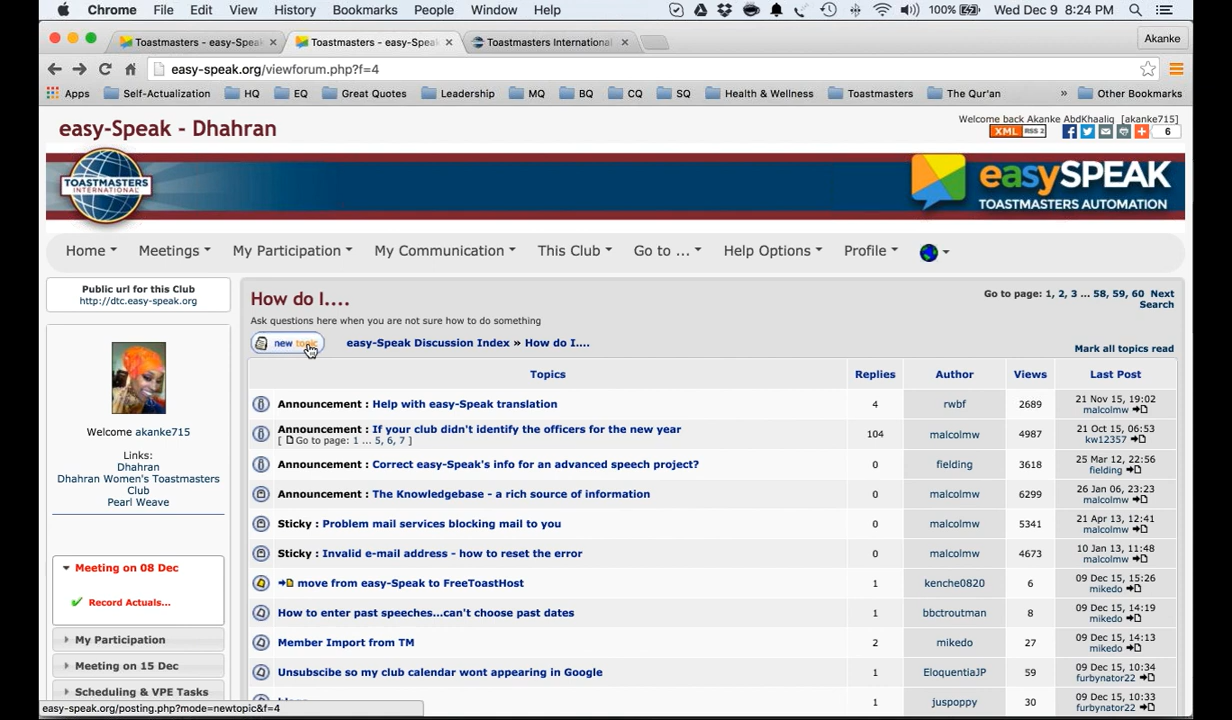 Chrome File Edit View History Bookmarks People Window Help 100% Wed Dec 9 8:24 PM
Toastmasters - easy-Speak Toastmasters - easy-Speak Toastmasters International Akanke
easy-speak.org/viewforum.php?f=4
Apps Self-Actualization HQ EQ Great Quotes Leadership MQ BQ CQ SQ Health & Wellness Toastmasters The Qur'an » Other Bookmarks
easy-Speak - Dhahran
Welcome back Akanke AbdKhaaliq [akanke715]
XML RSS 2 6
TOASTMASTERS
INTERNATIONAL
easySPEAK
TOASTMASTERS AUTOMATION
Home Meetings My Participation My Communication This Club Go to ... Help Options Profile
Public url for this Club
http://dtc.easy-speak.org
Welcome akanke715
Links:
Dhahran
Dhahran Women's Toastmasters
Club
Pearl Weave
Meeting on 08 Dec
Record Actuals...
My Participation
Meeting on 15 Dec
Scheduling & VPE Tasks
How do I....
Go to page: 1, 2, 3 ... 58, 59, 60 Next
Search
Ask questions here when you are not sure how to do something
new topic easy-Speak Discussion Index » How do I....
Mark all topics read
Topics Replies Author Views Last Post
Announcement : Help with easy-Speak translation 4 rwbf 2689 21 Nov 15, 19:02
malcolmw
Announcement : If your club didn't identify the officers for the new year 104 malcolmw 4987 21 Oct 15, 06:53
[ Go to page: 1 ... 5, 6, 7 ] kw12357
Announcement : Correct easy-Speak's info for an advanced speech project? 0 fielding 3618 25 Mar 12, 22:56
fielding
Announcement : The Knowledgebase - a rich source of information 0 malcolmw 6299 26 Jan 06, 23:23
malcolmw
Sticky : Problem mail services blocking mail to you 0 malcolmw 5341 21 Apr 13, 12:41
malcolmw
Sticky : Invalid e-mail address - how to reset the error 0 malcolmw 4673 10 Jan 13, 11:48
malcolmw
move from easy-Speak to FreeToastHost 1 kenche0820 6 09 Dec 15, 15:26
mikedo
How to enter past speeches...can't choose past dates 1 bbctroutman 8 09 Dec 15, 14:19
mikedo
Member Import from TM 2 mikedo 27 09 Dec 15, 14:13
mikedo
Unsubscibe so my club calendar wont appearing in Google 1 EloquentiaJP 59 09 Dec 15, 10:34
furbynator22
1 juspoppy 30 09 Dec 15, 10:33
furbynator22
easy-speak.org/posting.php?mode=newtopic&f=4